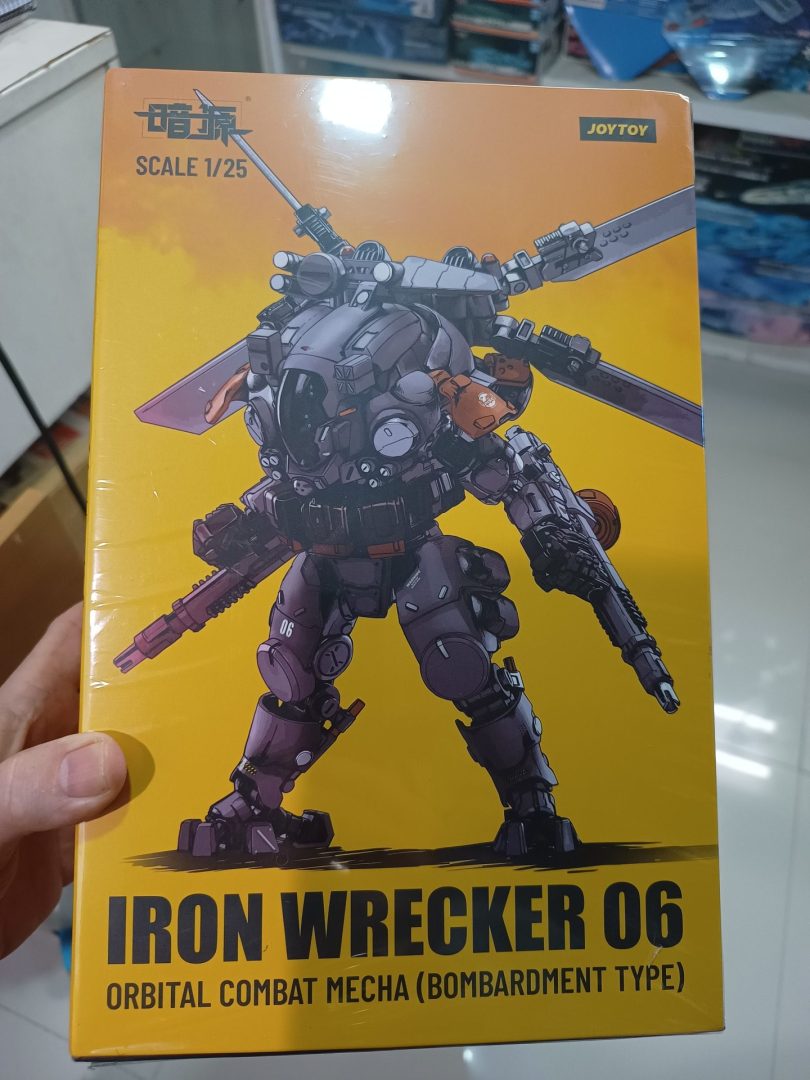 暗源
®
JOYTOY
SCALE 1/25
06
IRON WRECKER 06
ORBITAL COMBAT MECHA (BOMBARDMENT TYPE)